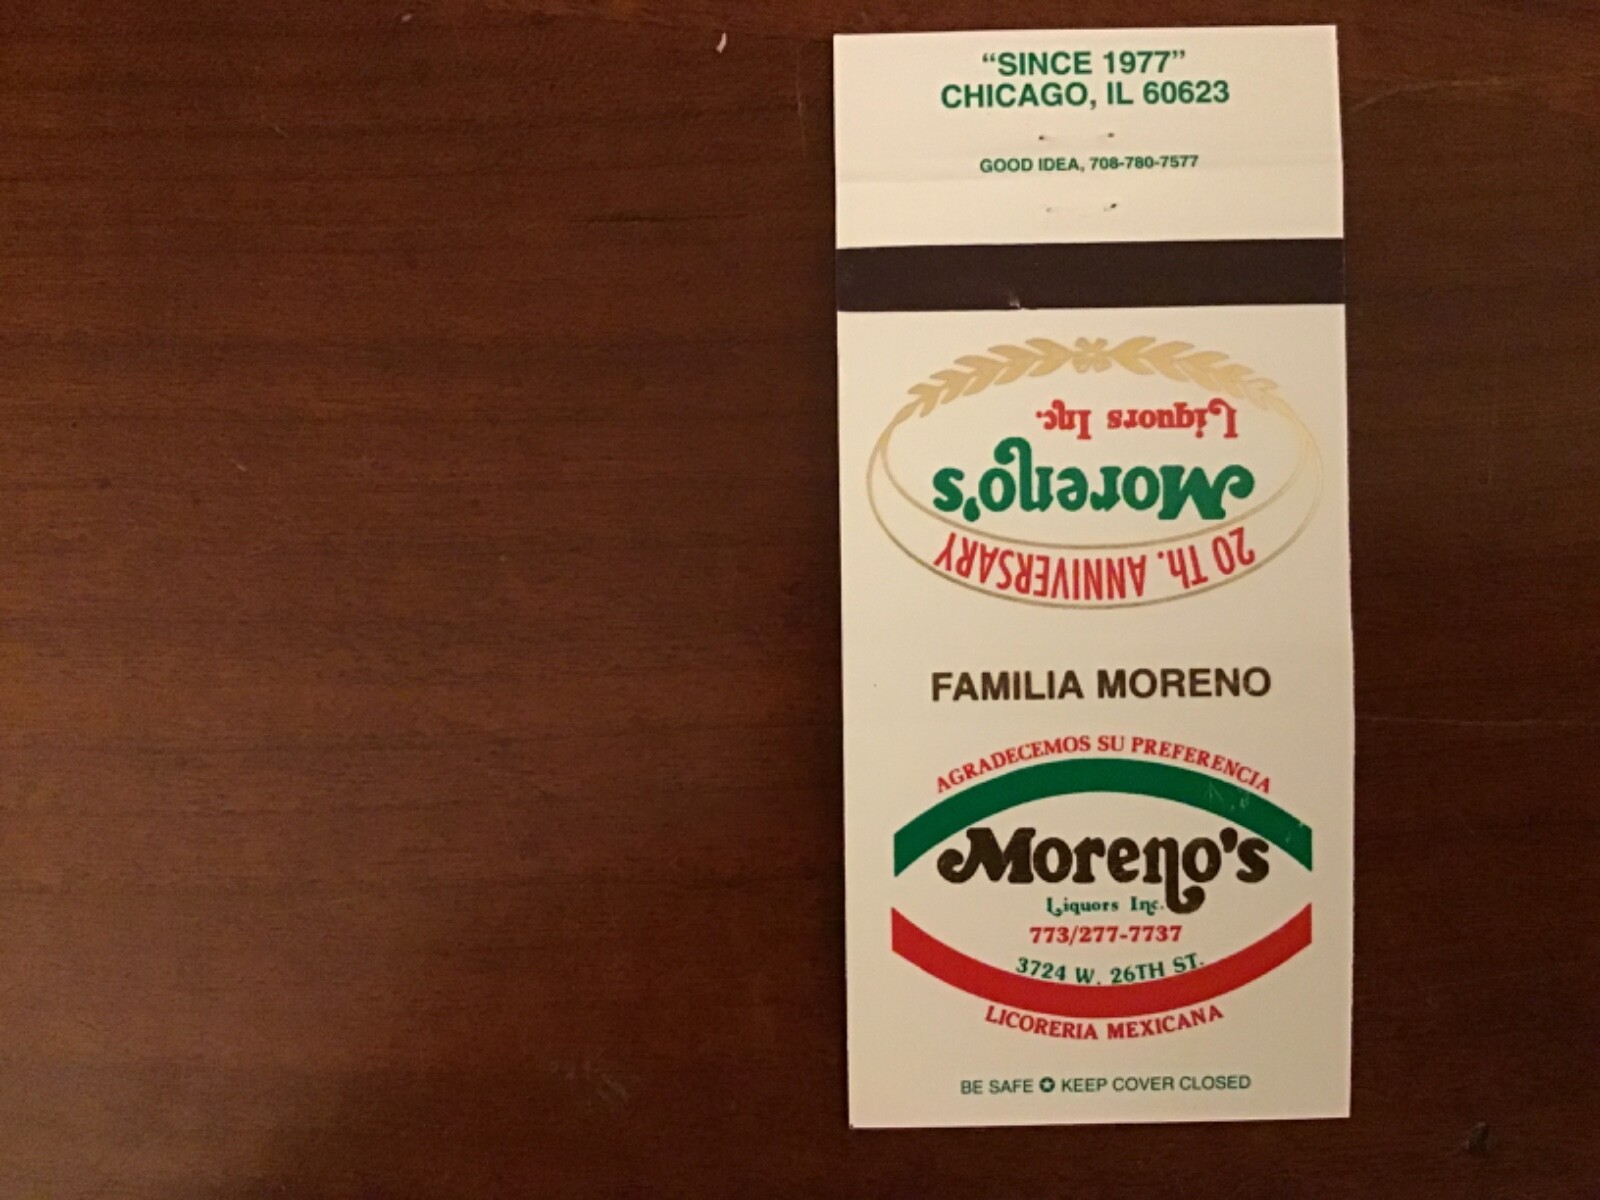 “SINCE 1977”
CHICAGO, IL 60623
GOOD IDEA, 708-780-7577
20 Th. ANNIVERSARY
Moreno's
Liquors Inc.
FAMILIA MORENO
AGRADECEMOS SU PREFERENCIA
Moreno's
Liquors Inc.
773/277-7737
3724 W. 26TH ST.
LICORERIA MEXICANA
BE SAFE ✪ KEEP COVER CLOSED